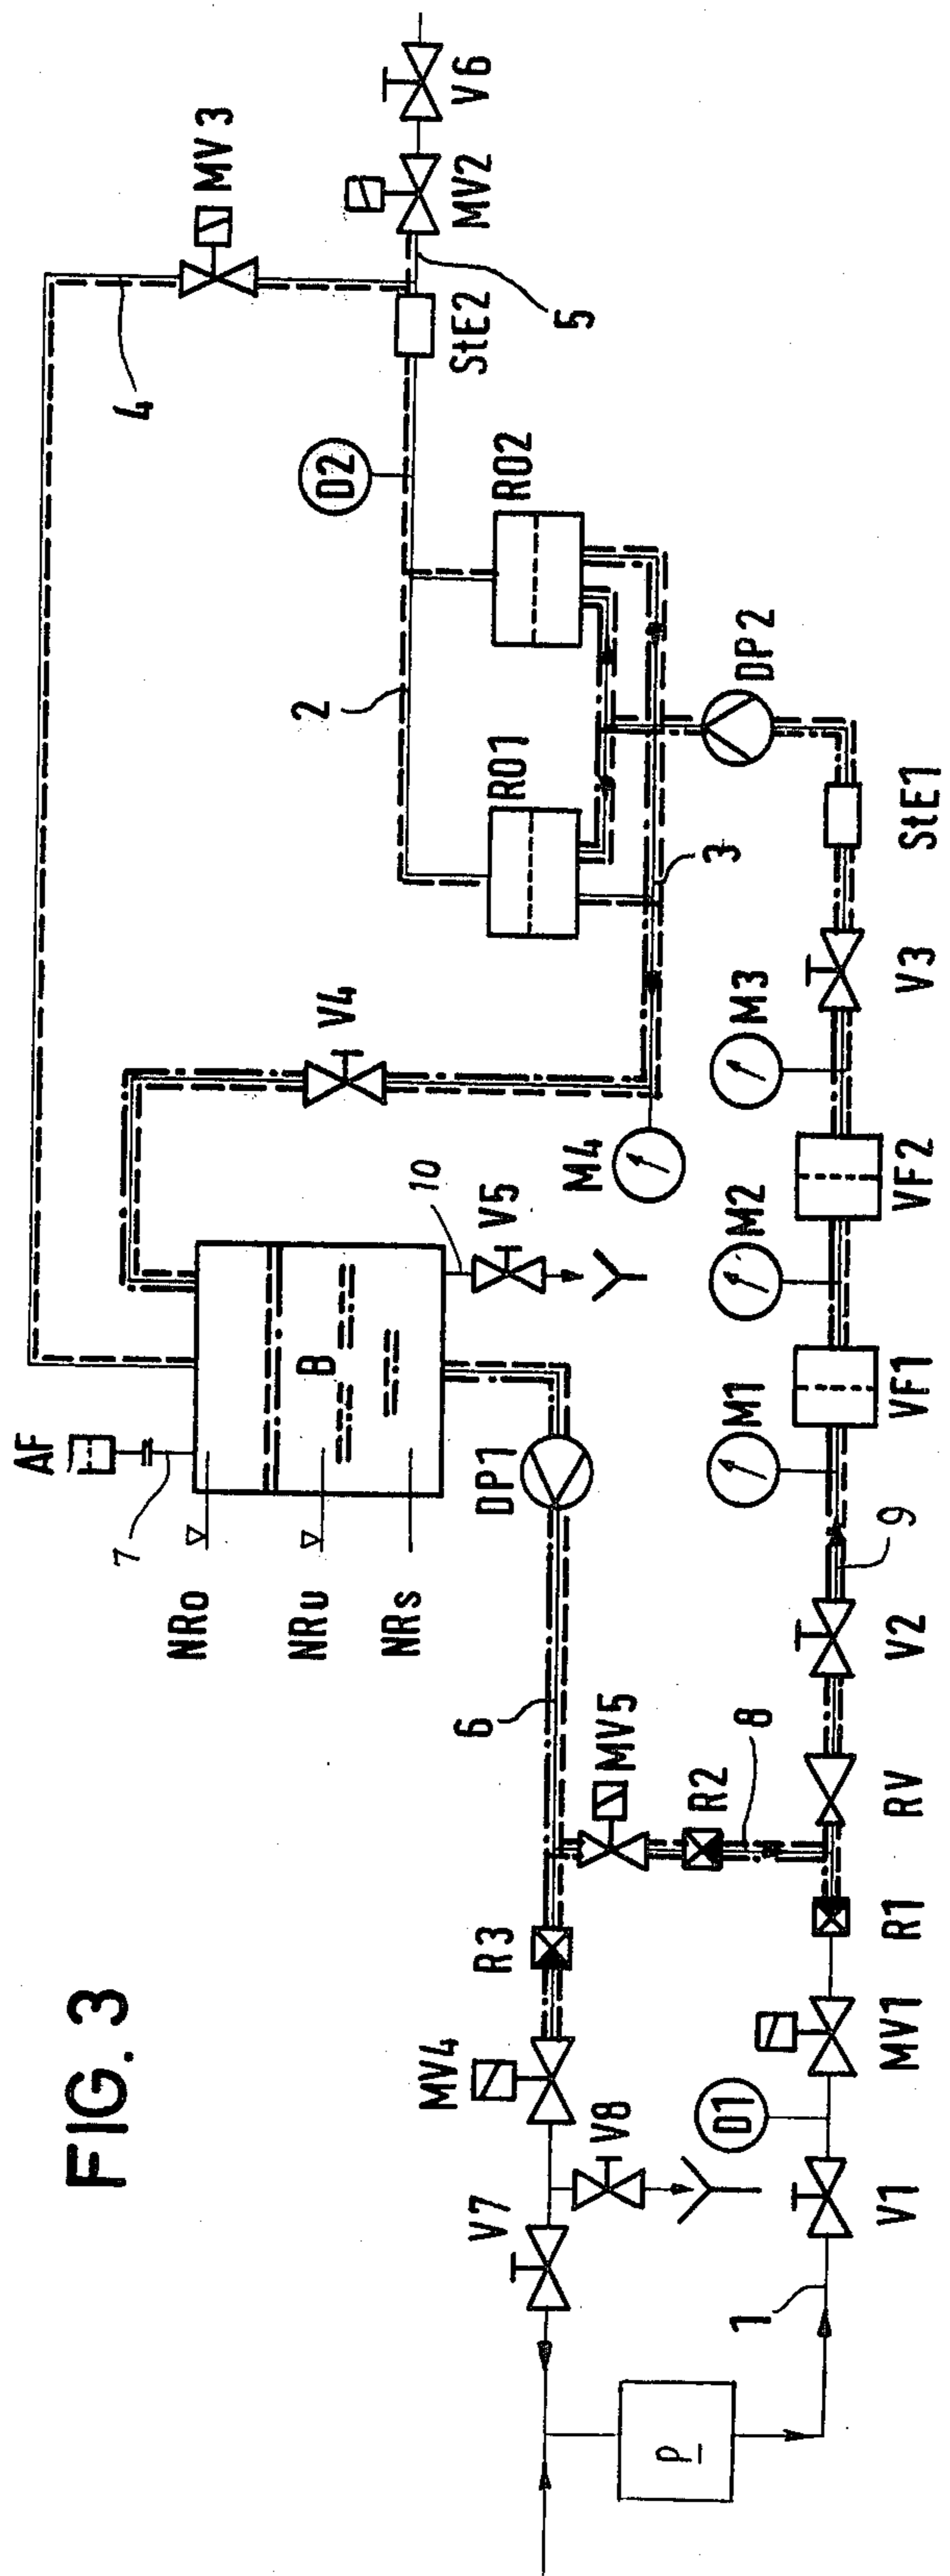 FIG. 3
AF
7
NRo
NRu
NRs
B
10
V5
V4
4
MV3
V6
MV2
5
StE2
D2
2
RO1
RO2
3
DP2
M4
DP1
6
MV5
R2
8
R3
MV4
V7
V8
P
1
V1
D1
MV1
R1
RV
V2
9
M1
VF1
M2
VF2
M3
V3
StE1